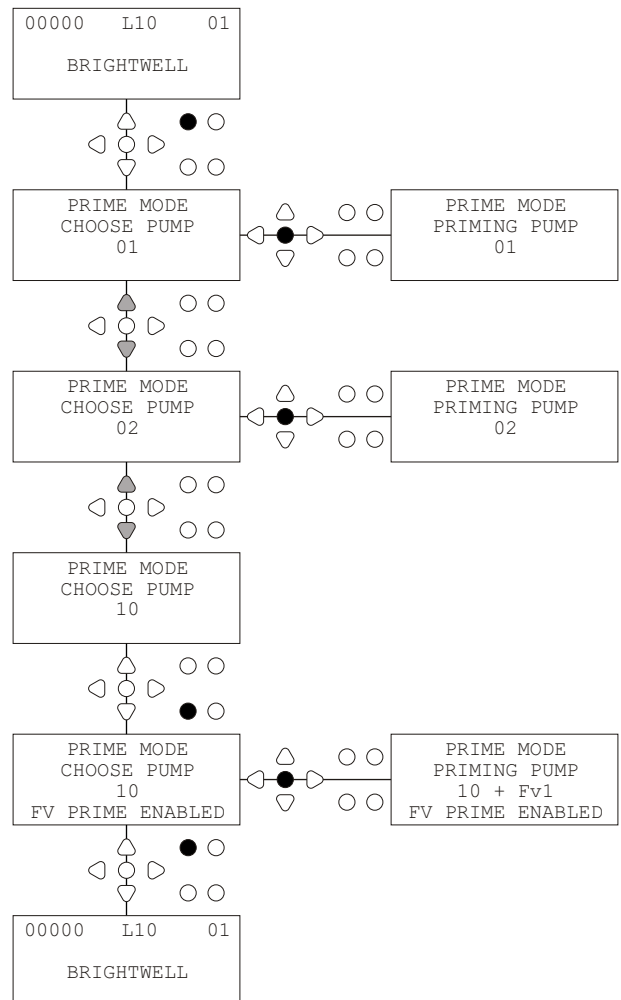 00000 L10 01
BRIGHTWELL
PRIME MODE
CHOOSE PUMP
01
PRIME MODE
PRIMING PUMP
01
PRIME MODE
CHOOSE PUMP
02
PRIME MODE
PRIMING PUMP
02
PRIME MODE
CHOOSE PUMP
10
PRIME MODE
CHOOSE PUMP
10
FV PRIME ENABLED
PRIME MODE
PRIMING PUMP
10 + Fv1
FV PRIME ENABLED
00000 L10 01
BRIGHTWELL